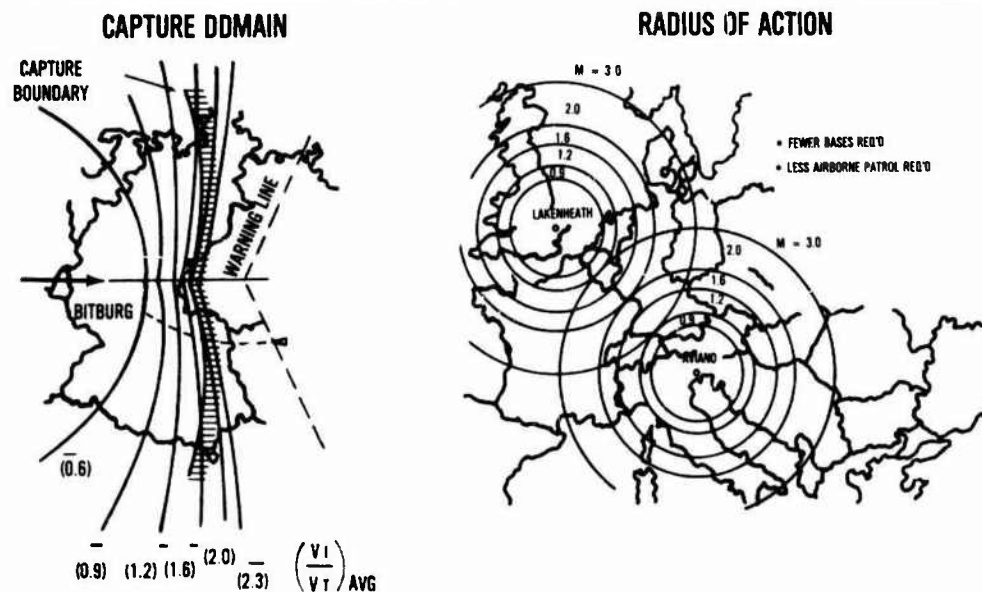 CAPTURE DDMAIN
CAPTURE
BOUNDARY
WARNING LINE
BITBURG
(0.6)
(0.9)
(1.2)
(1.6)
(2.0)
(2.3)
(VI/VT)AVG
RADIUS OF ACTION
M = 3.0
2.0
1.6
1.2
0.9
LAKENHEATH
• FEWER BASES REQ'D
• LESS AIRBORNE PATROL REQ'D
M = 3.0
2.0
1.6
1.2
0.9
AVIANO